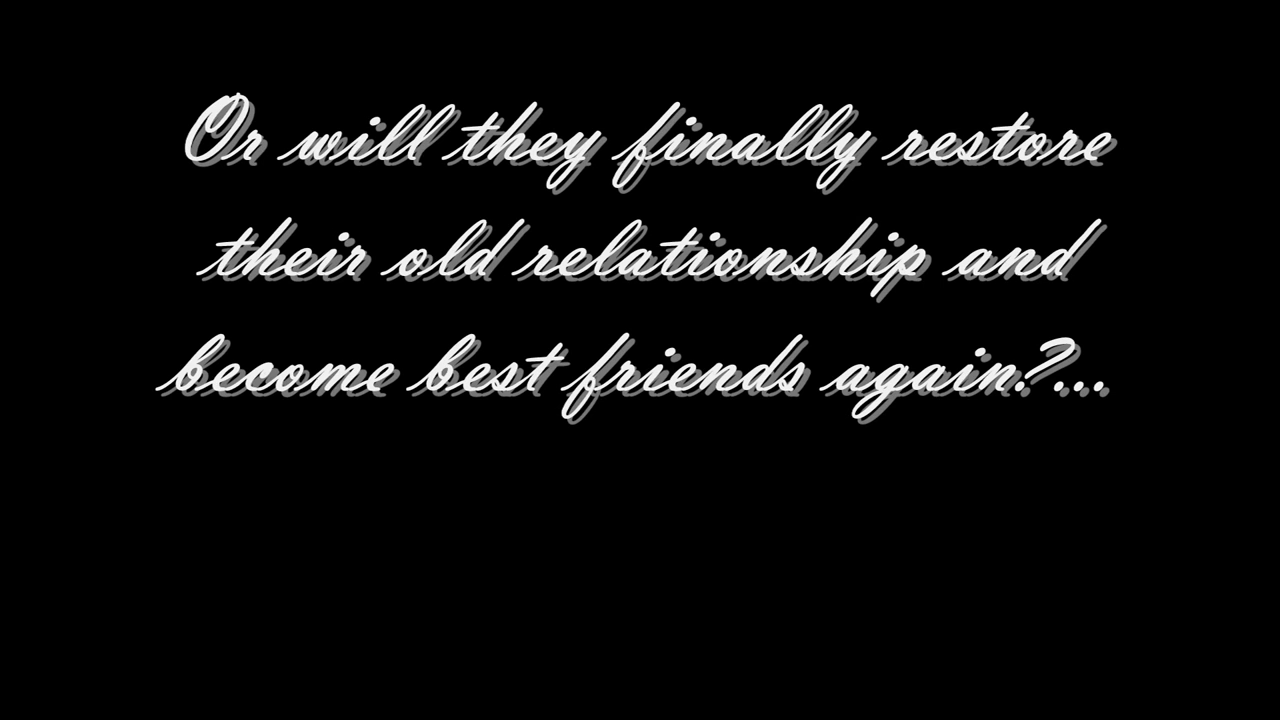 Or will they finally restore
their old relationship and
become best friends again.?...